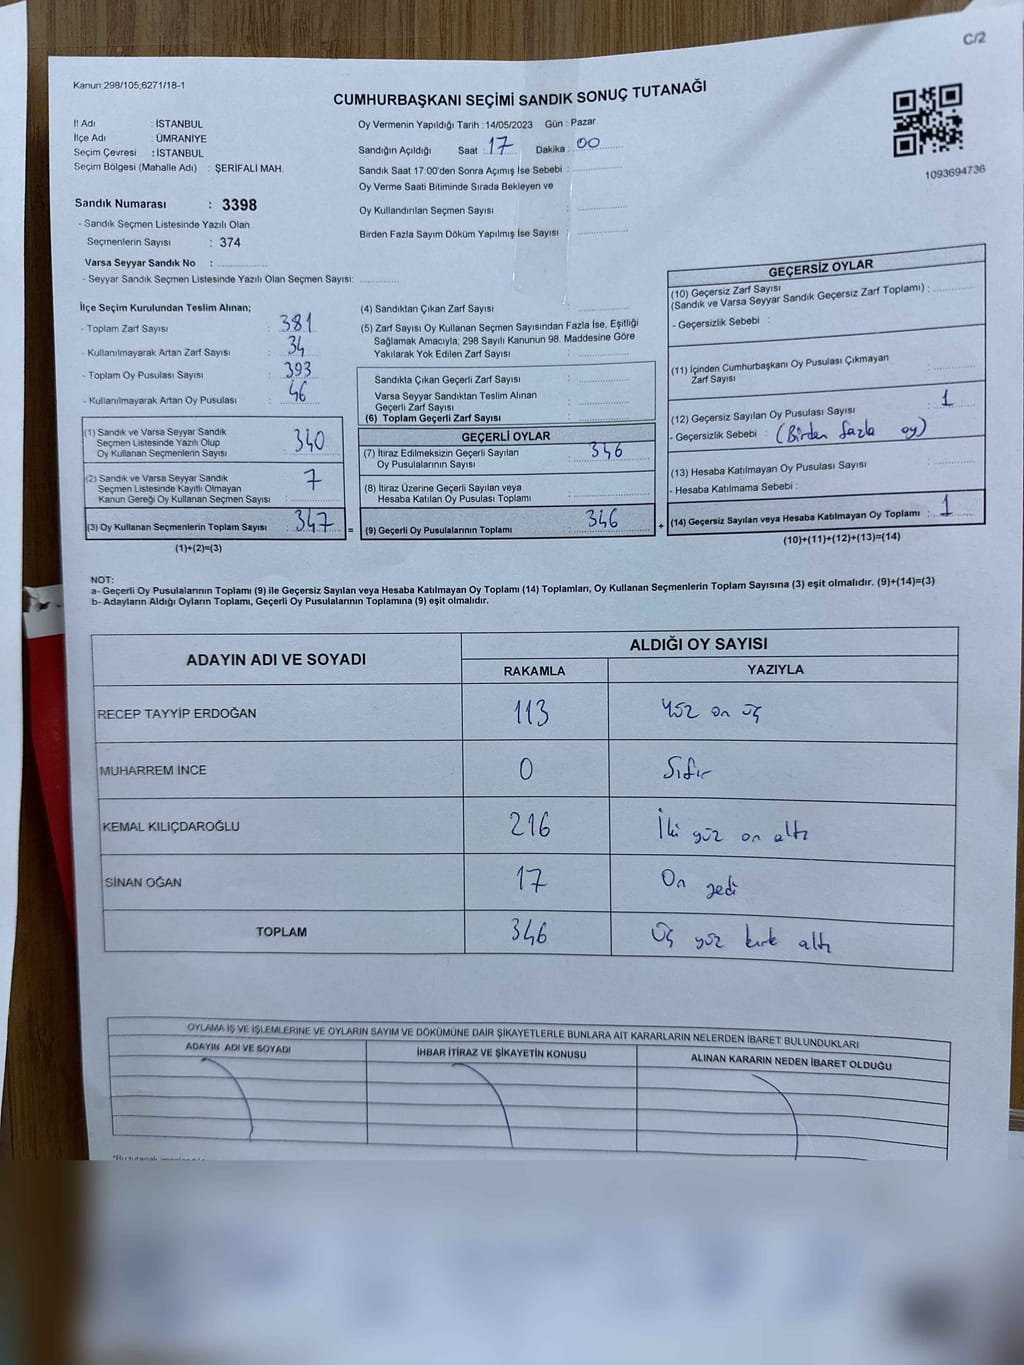 C/2
Kanun:298/105;6271/18-1
CUMHURBAŞKANI SEÇİMİ SANDIK SONUÇ TUTANAĞI
İl Adı : İSTANBUL
İlçe Adı : ÜMRANİYE
Seçim Çevresi : İSTANBUL
Seçim Bölgesi (Mahalle Adı) : ŞERİFALİ MAH.
Sandık Numarası : 3398
- Sandık Seçmen Listesinde Yazılı Olan
Seçmenlerin Sayısı : 374
Varsa Seyyar Sandık No :
- Seyyar Sandık Seçmen Listesinde Yazılı Olan Seçmen Sayısı:
Oy Vermenin Yapıldığı Tarih : 14/05/2023 Gün : Pazar
Sandığın Açıldığı Saat : 17 Dakika : 00
Sandık Saat 17:00'den Sonra Açımış İse Sebebi :
Oy Verme Saati Bitiminde Sırada Bekleyen ve
Oy Kullandırılan Seçmen Sayısı :
Birden Fazla Sayım Döküm Yapılmış İse Sayısı :
1093694736
İlçe Seçim Kurulundan Teslim Alınan;
- Toplam Zarf Sayısı : 381
- Kullanılmayarak Artan Zarf Sayısı : 34
- Toplam Oy Pusulası Sayısı : 393
- Kullanılmayarak Artan Oy Pusulası : 46
(1) Sandık ve Varsa Seyyar Sandık
Seçmen Listesinde Yazılı Olup
Oy Kullanan Seçmenlerin Sayısı : 340
(2) Sandık ve Varsa Seyyar Sandık
Seçmen Listesinde Kayıtlı Olmayan
Kanun Gereği Oy Kullanan Seçmen Sayısı : 7
(3) Oy Kullanan Seçmenlerin Toplam Sayısı : 347 =
(1)+(2)=(3)
(4) Sandıktan Çıkan Zarf Sayısı :
(5) Zarf Sayısı Oy Kullanan Seçmen Sayısından Fazla İse, Eşitliği
Sağlamak Amacıyla; 298 Sayılı Kanunun 98. Maddesine Göre
Yakılarak Yok Edilen Zarf Sayısı :
Sandıkta Çıkan Geçerli Zarf Sayısı :
Varsa Seyyar Sandıktan Teslim Alınan
Geçerli Zarf Sayısı :
(6) Toplam Geçerli Zarf Sayısı :
GEÇERLİ OYLAR
(7) İtiraz Edilmeksizin Geçerli Sayılan
Oy Pusulalarının Sayısı : 346
(8) İtiraz Üzerine Geçerli Sayılan veya
Hesaba Katılan Oy Pusulası Toplamı :
(9) Geçerli Oy Pusulalarının Toplamı : 346 +
GEÇERSİZ OYLAR
(10) Geçersiz Zarf Sayısı
(Sandık ve Varsa Seyyar Sandık Geçersiz Zarf Toplamı) :
- Geçersizlik Sebebi :
(11) İçinden Cumhurbaşkanı Oy Pusulası Çıkmayan
Zarf Sayısı :
(12) Geçersiz Sayılan Oy Pusulası Sayısı : 1
- Geçersizlik Sebebi : (Birden fazla oy)
(13) Hesaba Katılmayan Oy Pusulası Sayısı :
- Hesaba Katılmama Sebebi :
(14) Geçersiz Sayılan veya Hesaba Katılmayan Oy Toplamı : 1
(10)+(11)+(12)+(13)=(14)
NOT:
a- Geçerli Oy Pusulalarının Toplamı (9) ile Geçersiz Sayılan veya Hesaba Katılmayan Oy Toplamı (14) Toplamları, Oy Kullanan Seçmenlerin Toplam Sayısına (3) eşit olmalıdır. (9)+(14)=(3)
b- Adayların Aldığı Oyların Toplamı, Geçerli Oy Pusulalarının Toplamına (9) eşit olmalıdır.
ADAYIN ADI VE SOYADI ALDIĞI OY SAYISI
RAKAMLA YAZIYLA
RECEP TAYYİP ERDOĞAN 113 Yüz on üç
MUHARREM İNCE 0 Sıfır
KEMAL KILIÇDAROĞLU 216 İki yüz on altı
SİNAN OĞAN 17 On yedi
TOPLAM 346 Üç yüz kırk altı
OYLAMA İŞ VE İŞLEMLERİNE VE OYLARIN SAYIM VE DÖKÜMÜNE DAİR ŞİKAYETLERLE BUNLARA AİT KARARLARIN NELERDEN İBARET BULUNDUKLARI
ADAYIN ADI VE SOYADI İHBAR İTİRAZ VE ŞİKAYETİN KONUSU ALINAN KARARIN NEDEN İBARET OLDUĞU